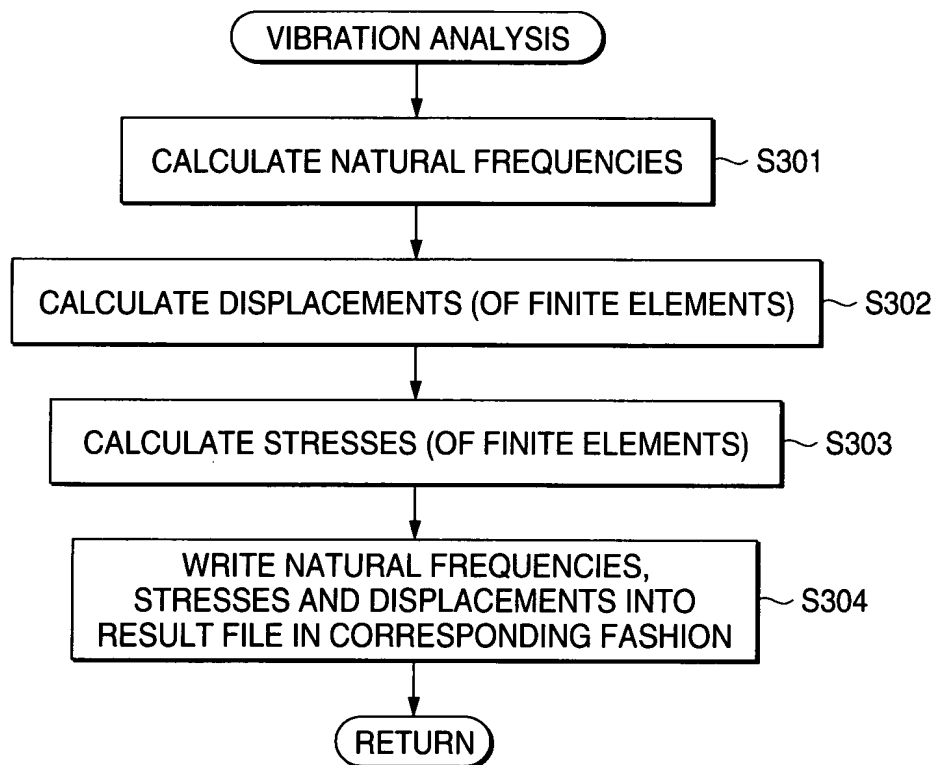 VIBRATION ANALYSIS
CALCULATE NATURAL FREQUENCIES
S301
CALCULATE DISPLACEMENTS (OF FINITE ELEMENTS)
S302
CALCULATE STRESSES (OF FINITE ELEMENTS)
S303
WRITE NATURAL FREQUENCIES,
STRESSES AND DISPLACEMENTS INTO
RESULT FILE IN CORRESPONDING FASHION
S304
RETURN